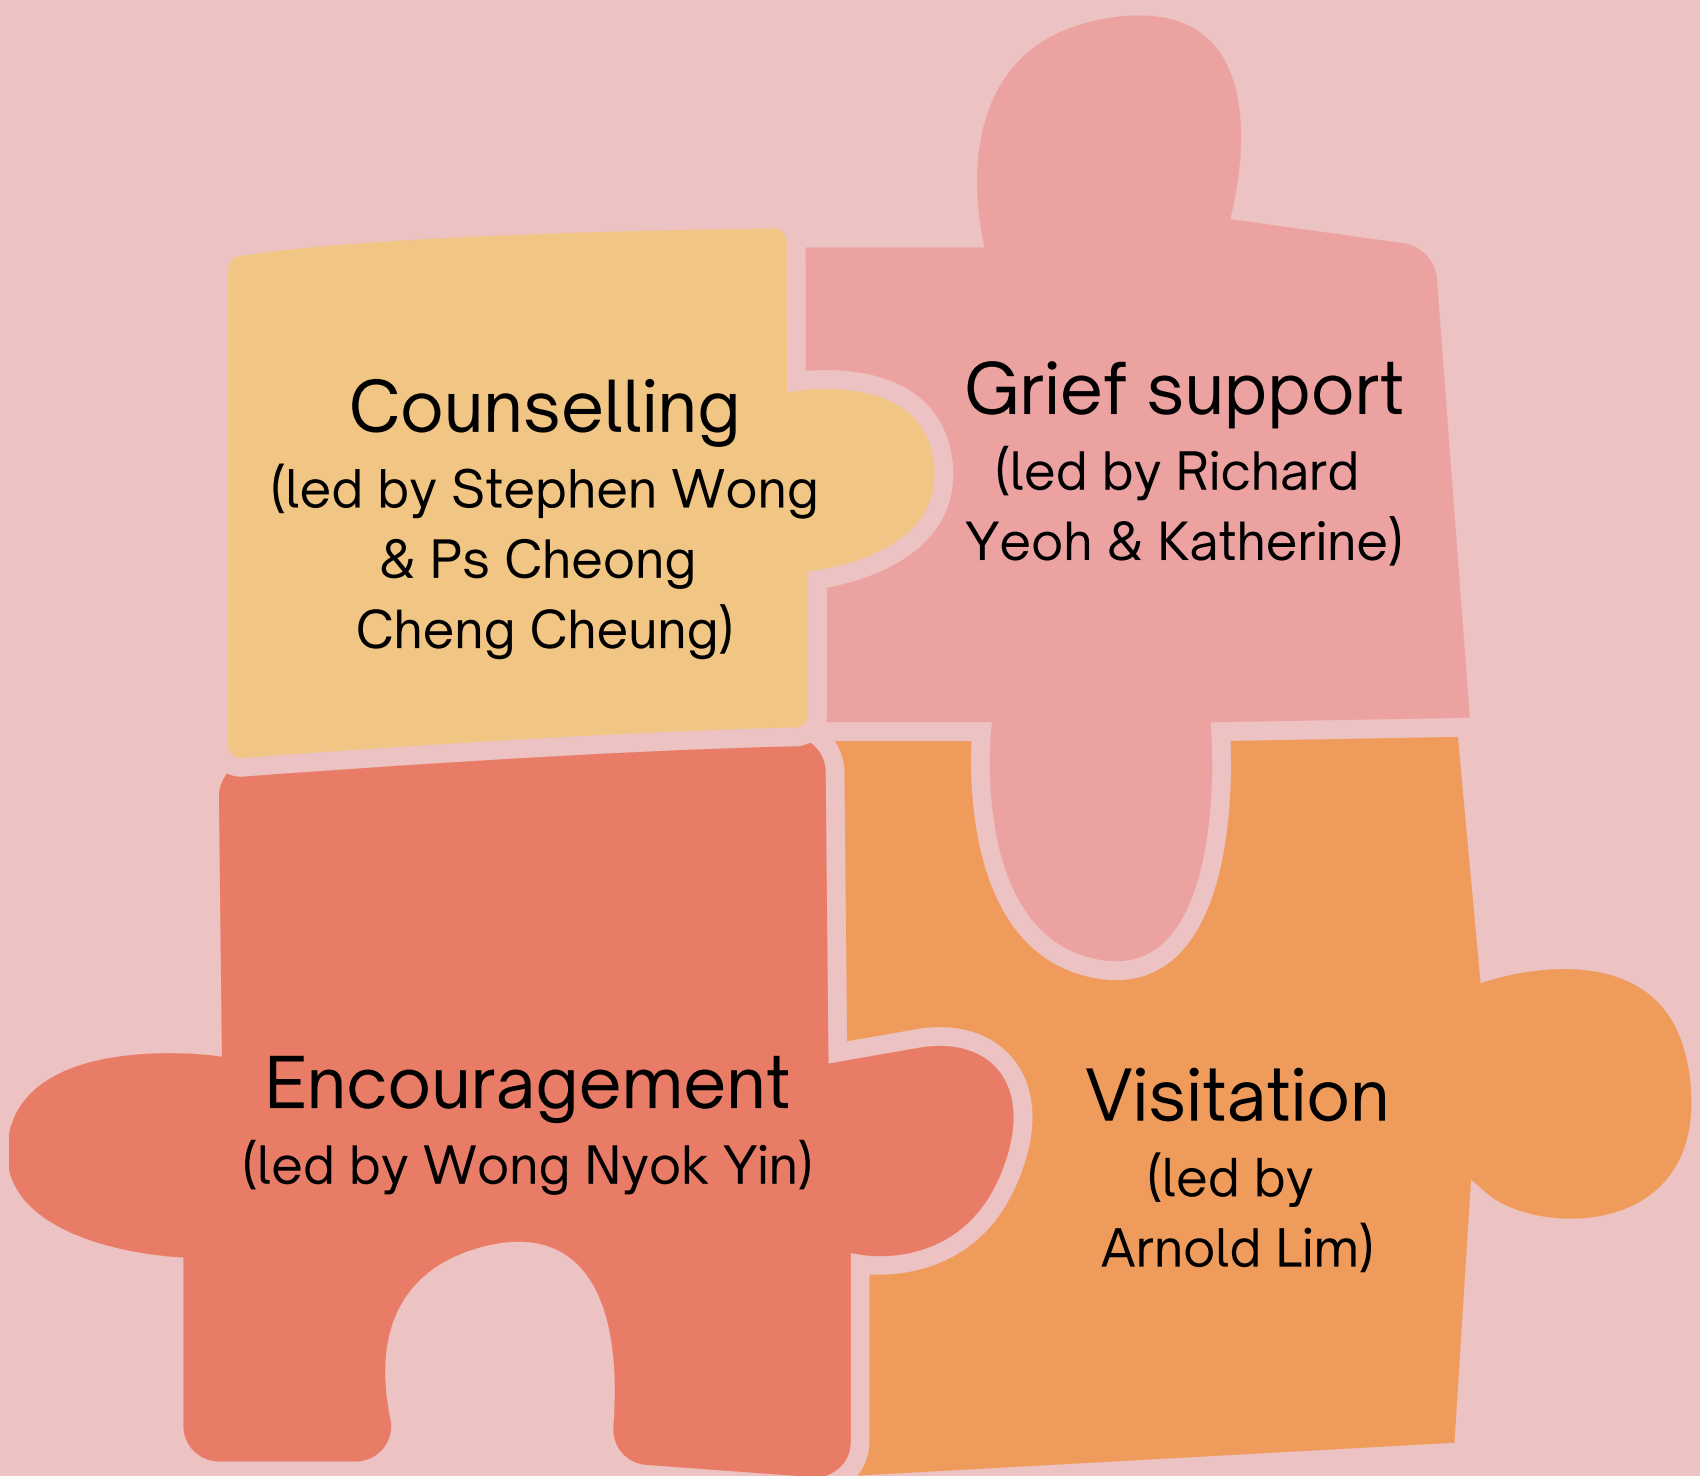 Counselling
(led by Stephen Wong
& Ps Cheong
Cheng Cheung)
Grief support
(led by Richard
Yeoh & Katherine)
Encouragement
(led by Wong Nyok Yin)
Visitation
(led by
Arnold Lim)